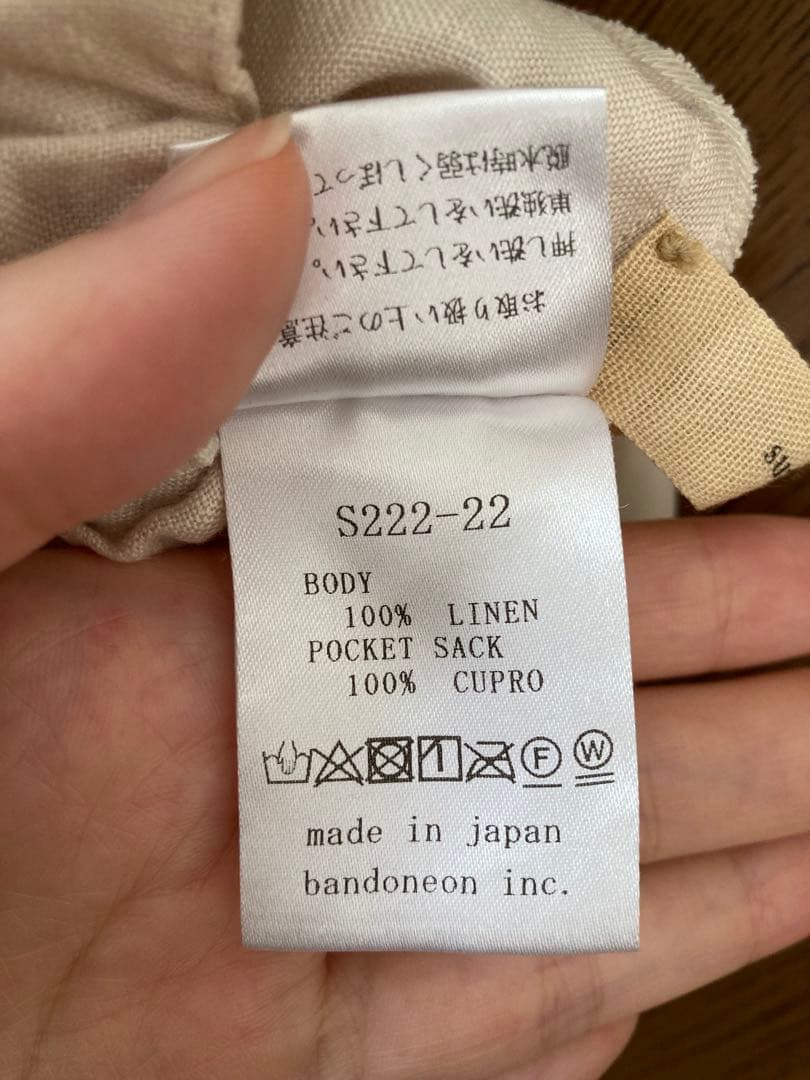 お取り扱い上のご注意
押し洗いをして下さい。
単独洗いをして下さい。
脱水時は弱くしぼって
S222-22
BODY
100% LINEN
POCKET SACK
100% CUPRO
F W
made in japan
bandoneon inc.